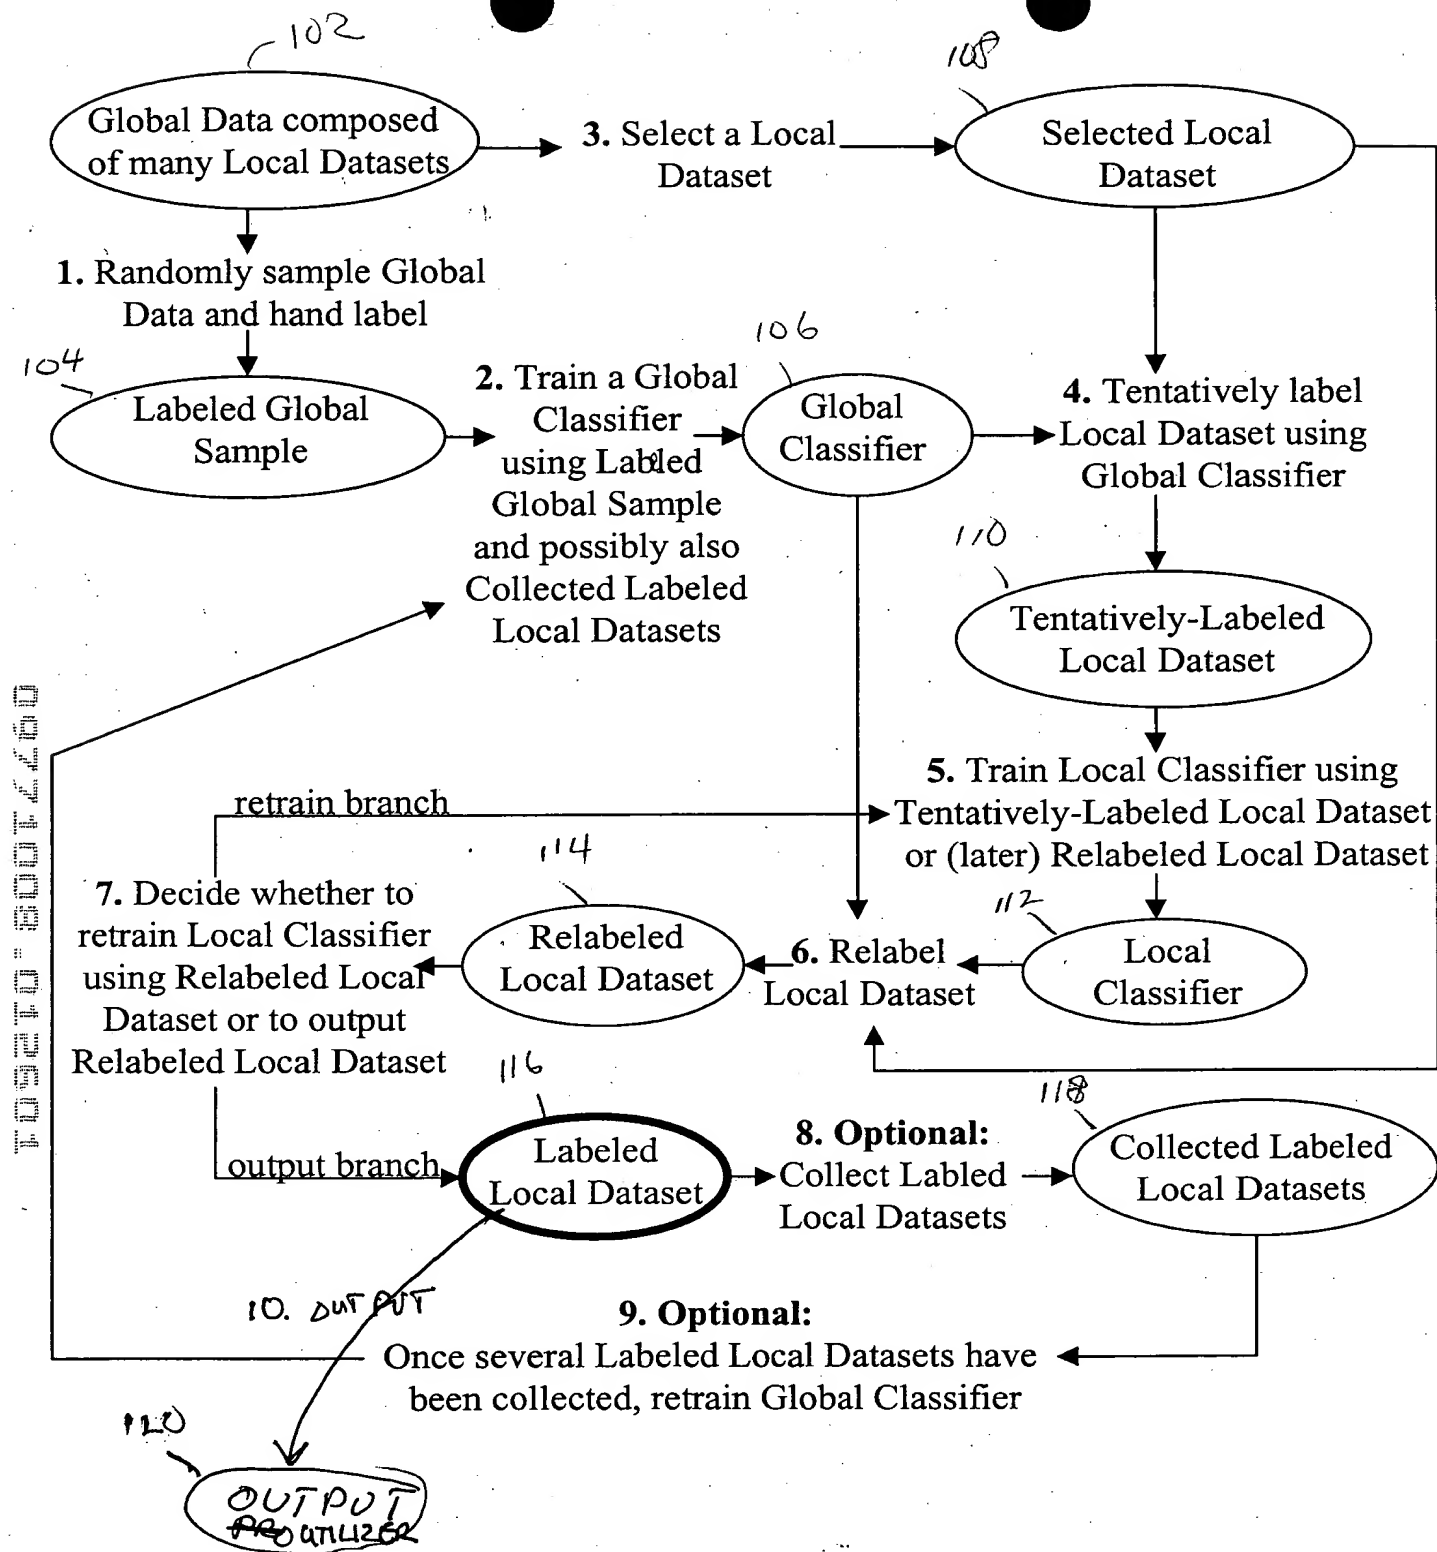 102
108
Global Data composed
of many Local Datasets
3. Select a Local
Dataset
Selected Local
Dataset
1. Randomly sample Global
Data and hand label
104
Labeled Global
Sample
2. Train a Global
Classifier
using Labled
Global Sample
and possibly also
Collected Labeled
Local Datasets
106
Global
Classifier
4. Tentatively label
Local Dataset using
Global Classifier
110
Tentatively-Labeled
Local Dataset
5. Train Local Classifier using
Tentatively-Labeled Local Dataset
or (later) Relabeled Local Dataset
retrain branch
114
112
7. Decide whether to
retrain Local Classifier
using Relabeled Local
Dataset or to output
Relabeled Local Dataset
Relabeled
Local Dataset
6. Relabel
Local Dataset
Local
Classifier
116
118
output branch
Labeled
Local Dataset
8. Optional:
Collect Labled
Local Datasets
Collected Labeled
Local Datasets
10. OUTPUT
9. Optional:
Once several Labeled Local Datasets have
been collected, retrain Global Classifier
120
OUTPUT
UTILIZER
09771008.012601